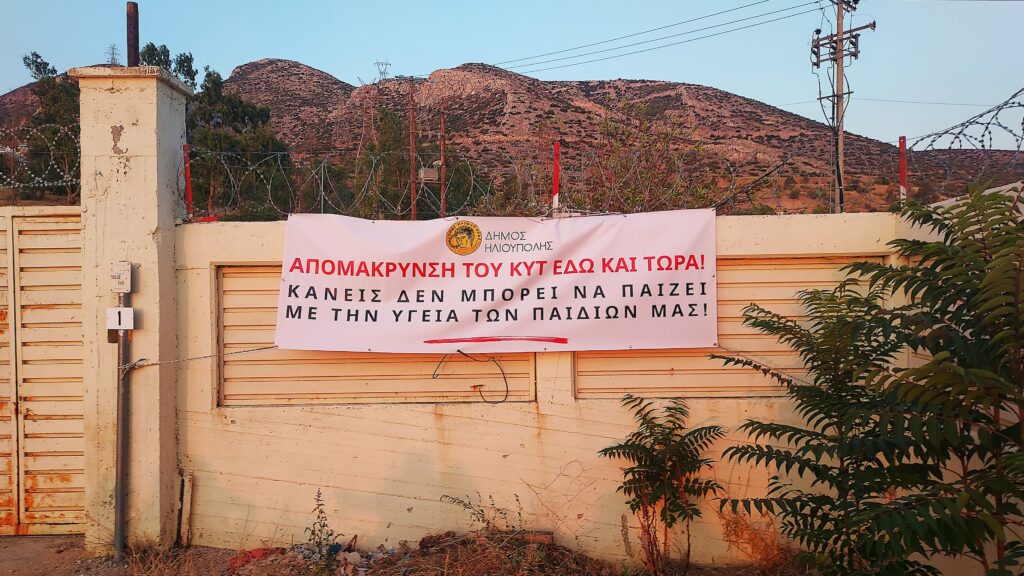 ΔΗΜΟΣ
ΗΛΙΟΥΠΟΛΗΣ
ΑΠΟΜΑΚΡΥΝΣΗ ΤΟΥ ΚΥΤ ΕΔΩ ΚΑΙ ΤΩΡΑ!
ΚΑΝΕΙΣ ΔΕΝ ΜΠΟΡΕΙ ΝΑ ΠΑΙΖΕΙ
ΜΕ ΤΗΝ ΥΓΕΙΑ ΤΩΝ ΠΑΙΔΙΩΝ ΜΑΣ!
1